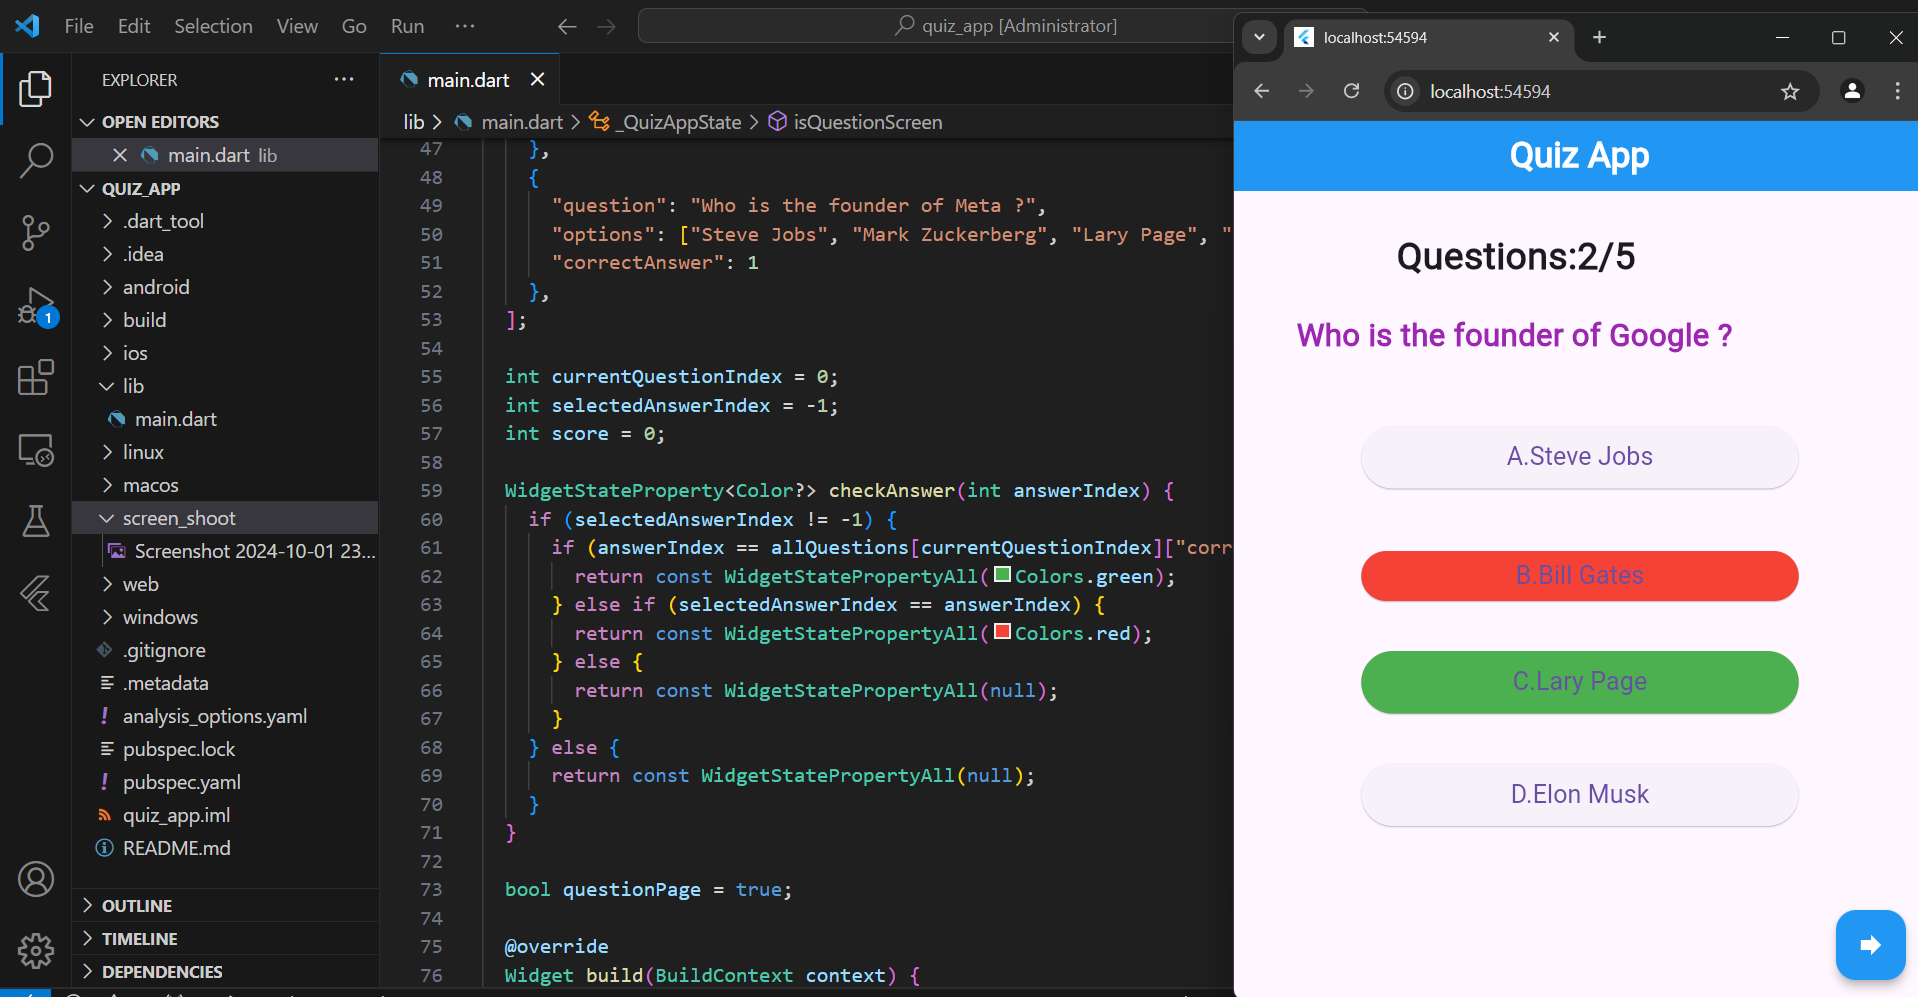 File Edit Selection View Go Run ··· quiz_app [Administrator]
EXPLORER ···
OPEN EDITORS
main.dart lib
QUIZ_APP
.dart_tool
.idea
android
build
ios
lib
main.dart
linux
macos
screen_shoot
Screenshot 2024-10-01 23...
web
windows
.gitignore
.metadata
analysis_options.yaml
pubspec.lock
pubspec.yaml
quiz_app.iml
README.md
OUTLINE
TIMELINE
DEPENDENCIES
1
main.dart
lib > main.dart > _QuizAppState > isQuestionScreen
47 },
48 {
49 "question": "Who is the founder of Meta ?",
50 "options": ["Steve Jobs", "Mark Zuckerberg", "Lary Page", "
51 "correctAnswer": 1
52 },
53 ];
54
55 int currentQuestionIndex = 0;
56 int selectedAnswerIndex = -1;
57 int score = 0;
58
59 WidgetStateProperty<Color?> checkAnswer(int answerIndex) {
60 if (selectedAnswerIndex != -1) {
61 if (answerIndex == allQuestions[currentQuestionIndex]["corr
62 return const WidgetStatePropertyAll(Colors.green);
63 } else if (selectedAnswerIndex == answerIndex) {
64 return const WidgetStatePropertyAll(Colors.red);
65 } else {
66 return const WidgetStatePropertyAll(null);
67 }
68 } else {
69 return const WidgetStatePropertyAll(null);
70 }
71 }
72
73 bool questionPage = true;
74
75 @override
76 Widget build(BuildContext context) {
localhost:54594
localhost:54594
Quiz App
Questions:2/5
Who is the founder of Google ?
A.Steve Jobs
B.Bill Gates
C.Lary Page
D.Elon Musk